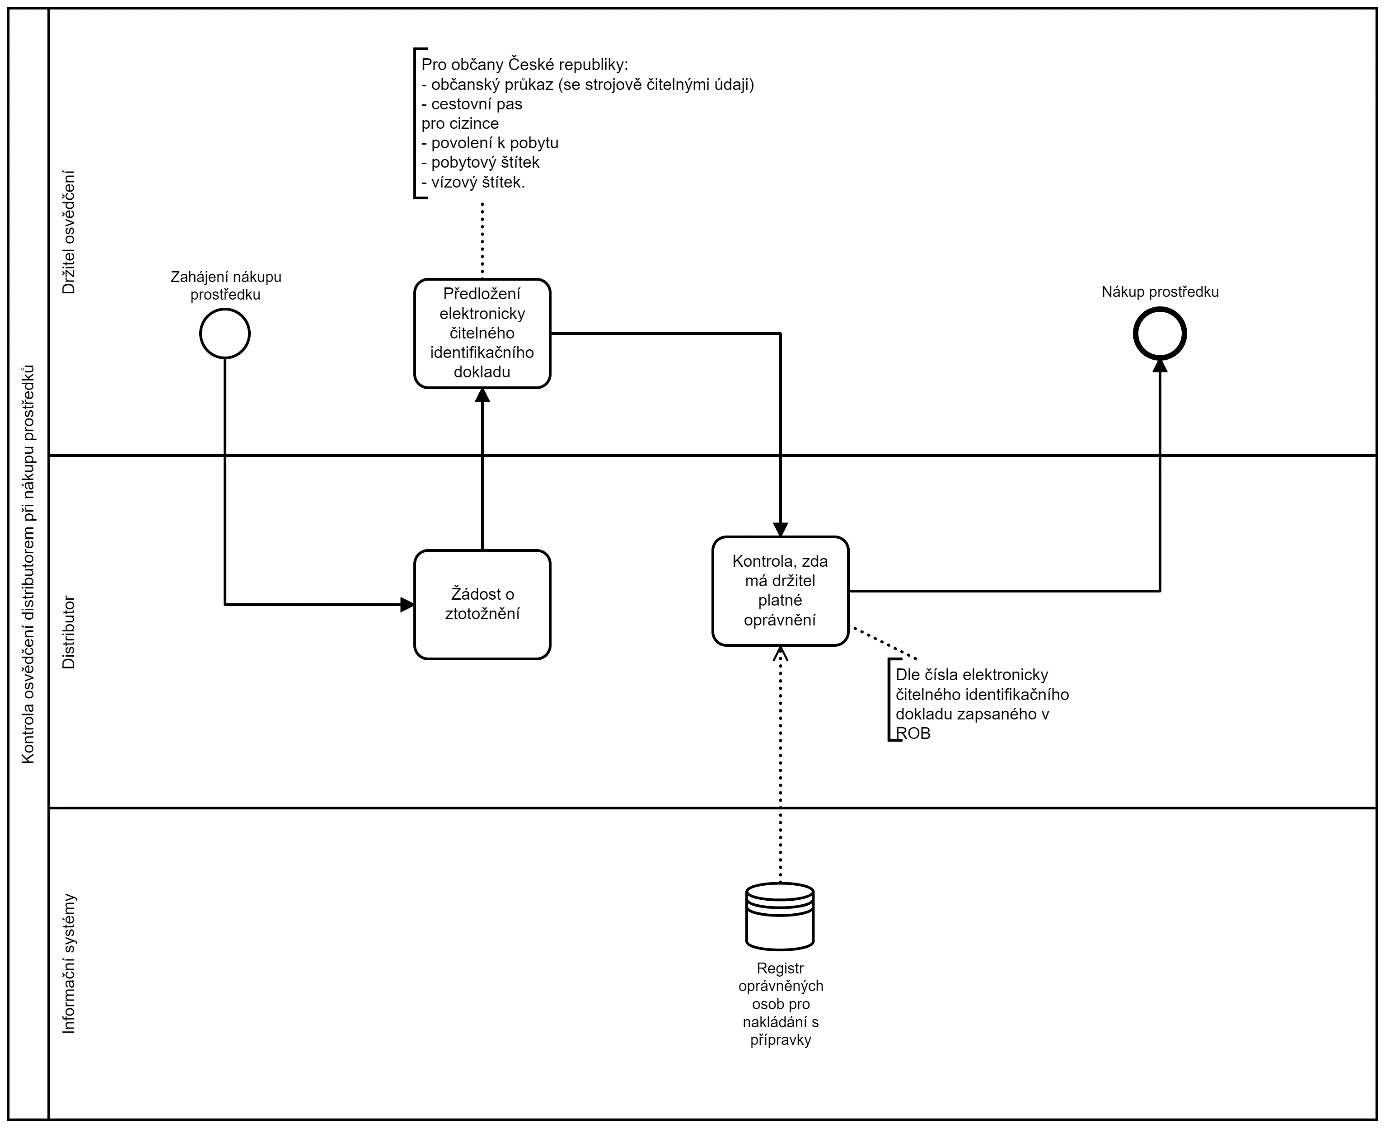 Kontrola osvědčení distributorem při nákupu prostředků
Držitel osvědčení
Pro občany České republiky:
- občanský průkaz (se strojově čitelnými údaji)
- cestovní pas
pro cizince
- povolení k pobytu
- pobytový štítek
- vízový štítek.
Zahájení nákupu
prostředku
Předložení
elektronicky
čitelného
identifikačního
dokladu
Nákup prostředku
Distributor
Žádost o
ztotožnění
Kontrola, zda
má držitel
platné
oprávnění
Dle čísla elektronicky
čitelného identifikačního
dokladu zapsaného v
ROB
Informační systémy
Registr
oprávněných
osob pro
nakládání s
přípravky